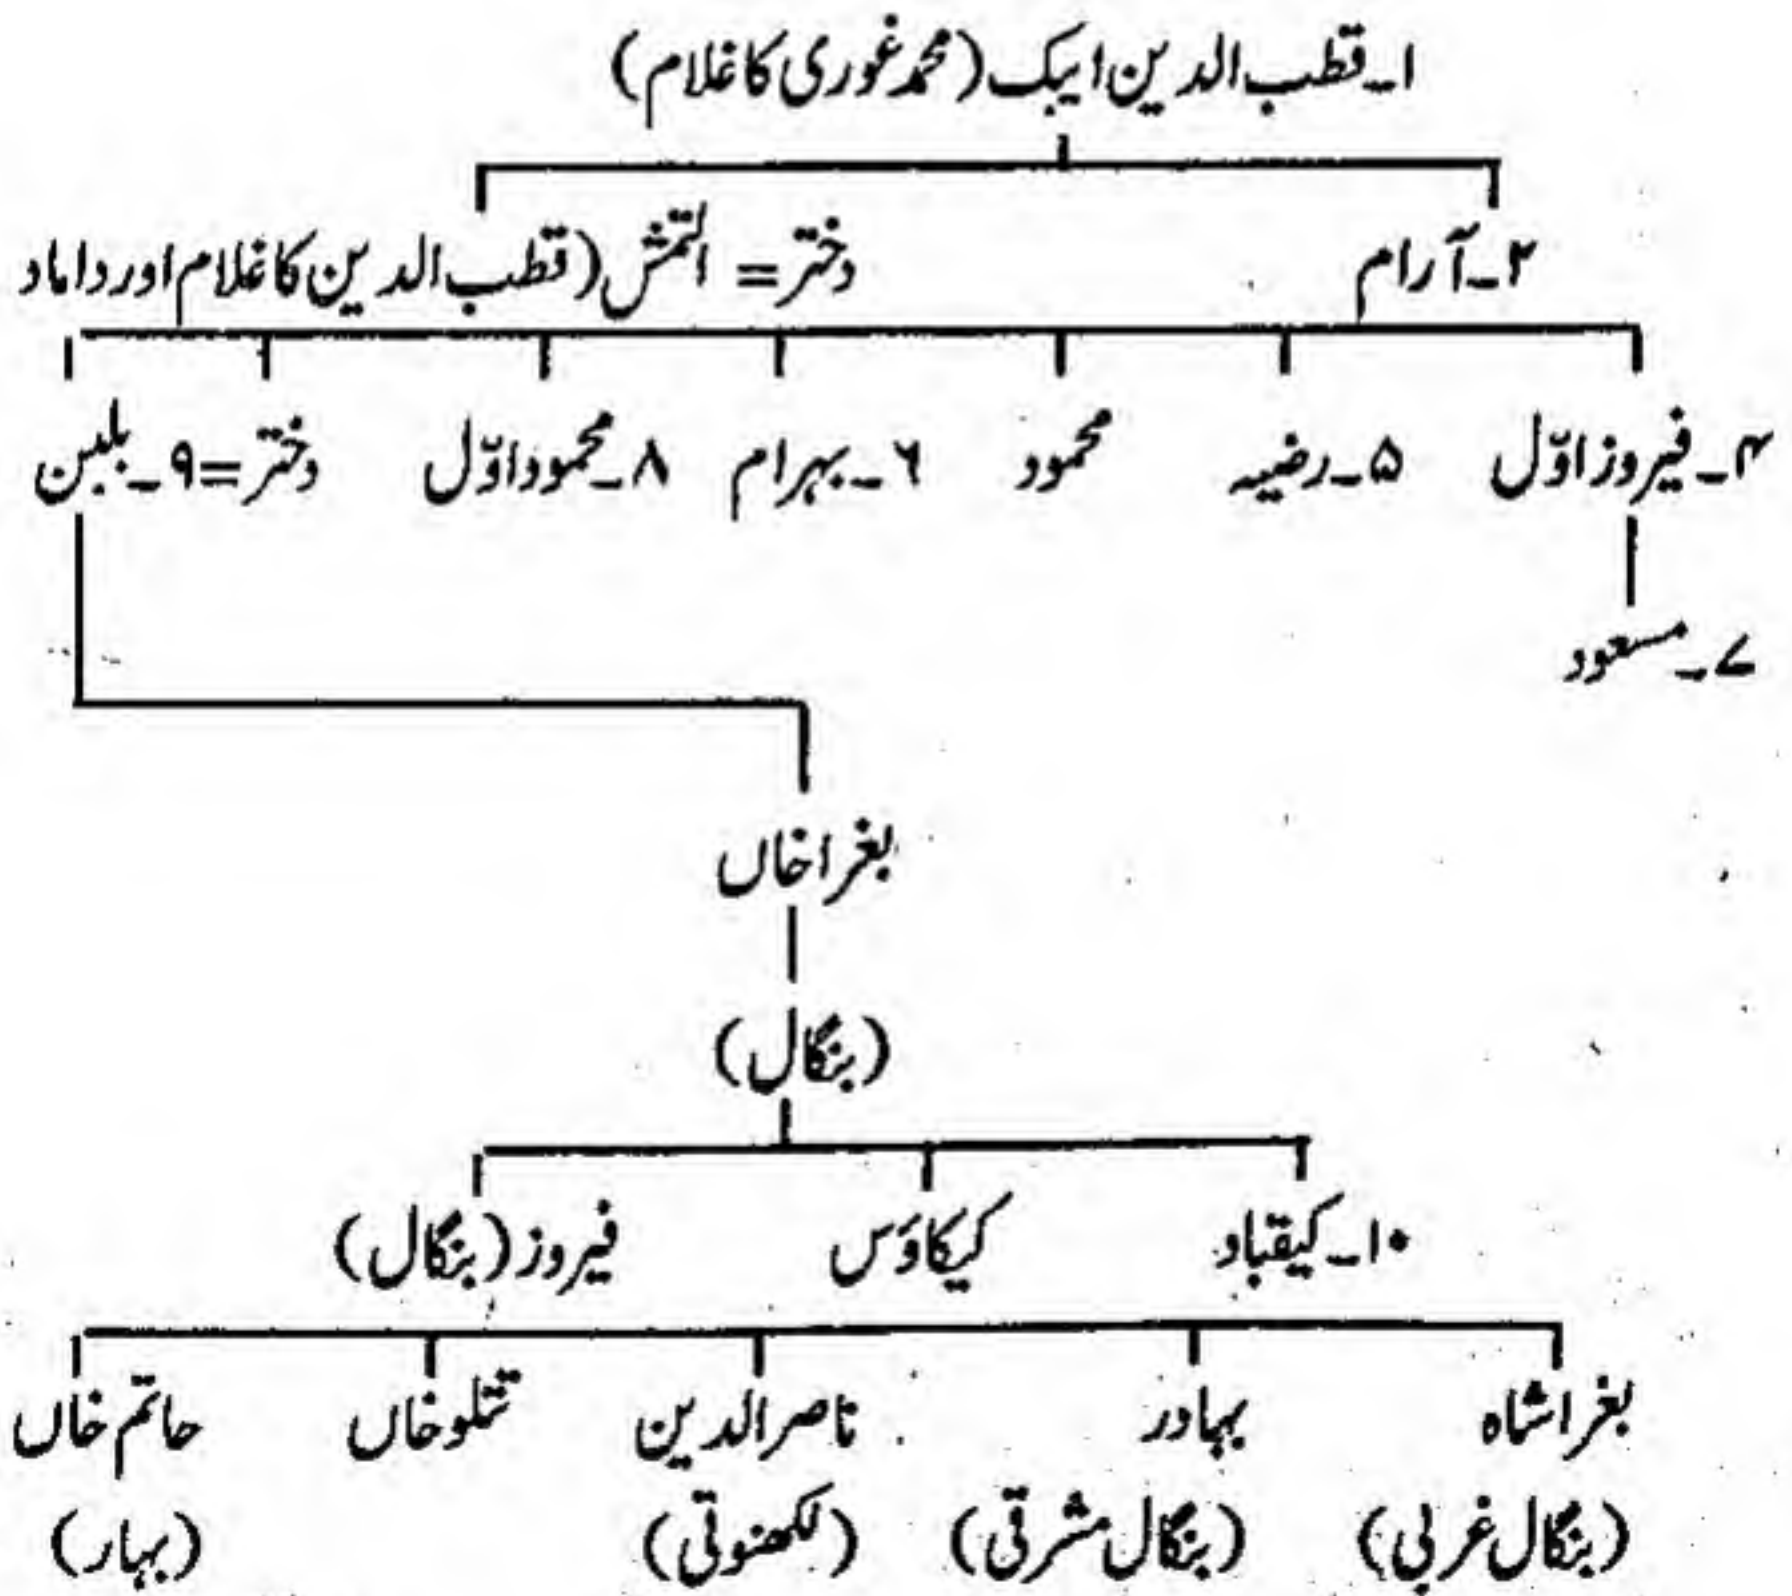 ۱۔ قطب الدین ایبک (محمد غوری کا غلام)
۲۔ آرام دختر = التمش (قطب الدین کا غلام اور داماد
۴۔ فیروز اوّل ۵۔ رضیہ محمود ۶۔ بہرام ۸۔ محمود اوّل دختر = ۹۔ بلبن
۷۔ مسعود
بغرا خاں
(بنگال)
۱۰۔ کیقباد کیکاؤس فیروز (بنگال)
بغرا شاہ بہادر ناصر الدین تتلو خاں حاتم خاں
(بنگال غربی) (بنگال مشرقی) (لکھنوتی) (بہار)